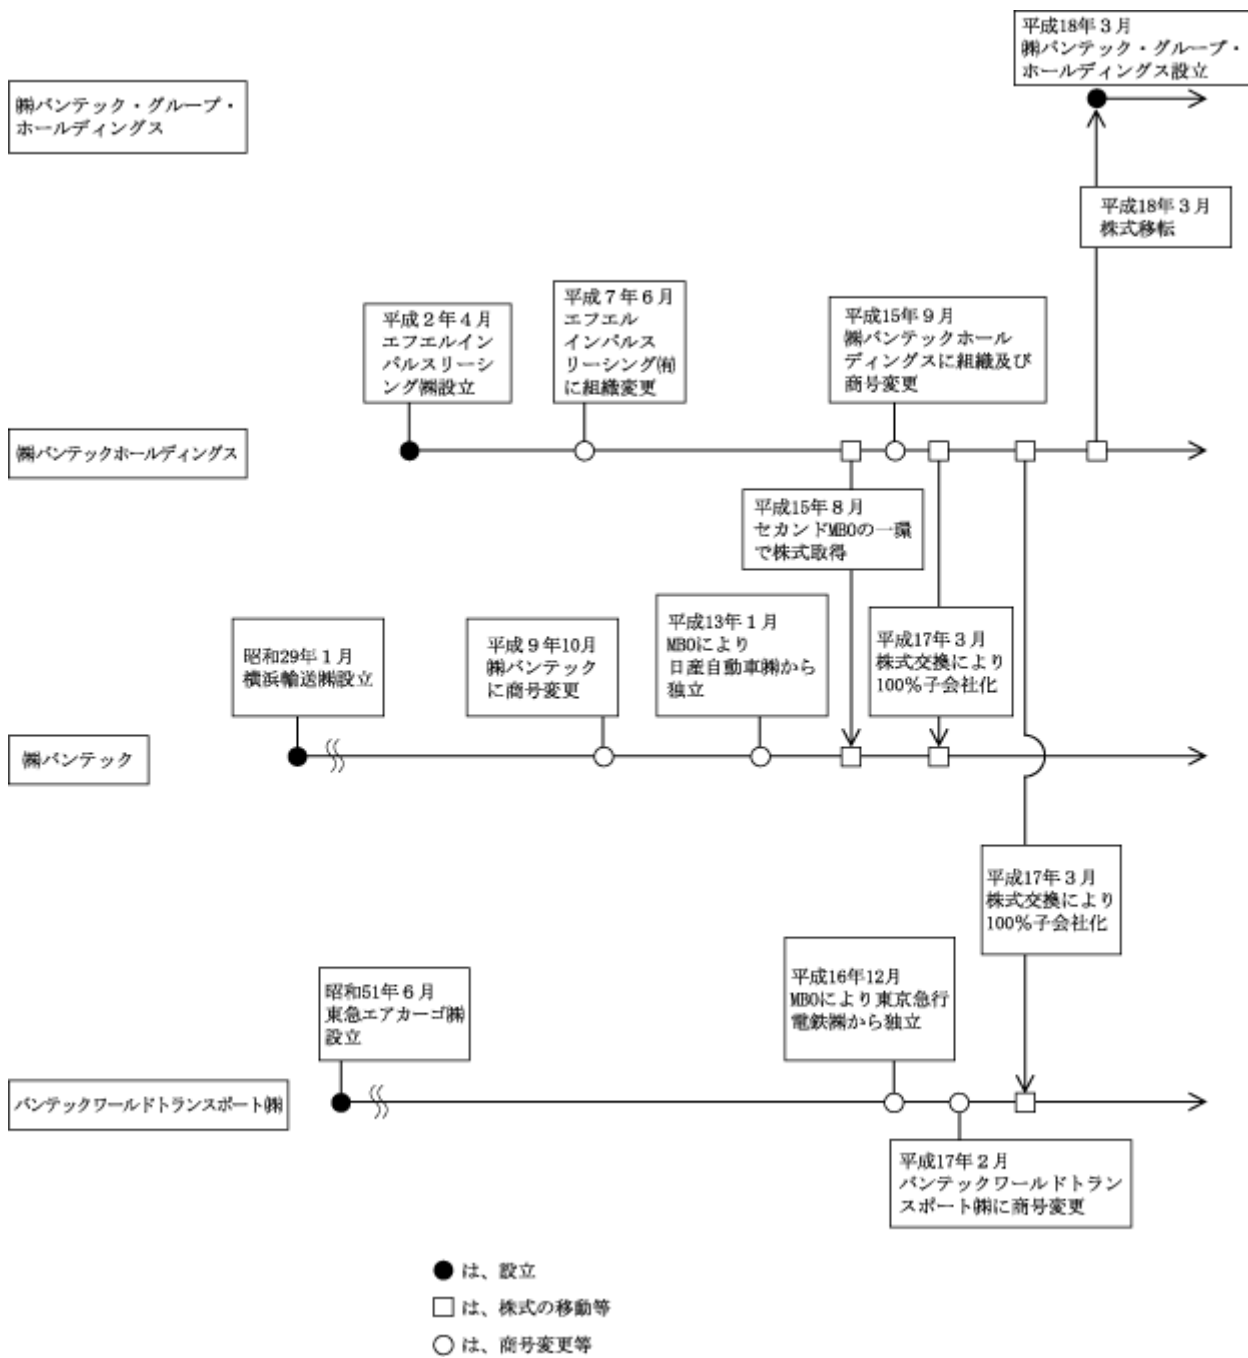 平成18年３月
㈱バンテック・グループ・
ホールディングス設立
㈱バンテック・グループ・
ホールディングス
平成18年３月
株式移転
平成２年４月
エフエルイン
パルスリーシ
ング㈱設立
平成７年６月
エフエル
インパルス
リーシング㈲
に組織変更
平成15年９月
㈱バンテックホール
ディングスに組織及び
商号変更
㈱バンテックホールディングス
平成15年８月
セカンドMBOの一環
で株式取得
昭和29年１月
横浜輸送㈱設立
平成９年10月
㈱バンテック
に商号変更
平成13年１月
MBOにより
日産自動車㈱から
独立
平成17年３月
株式交換により
100％子会社化
㈱バンテック
平成17年３月
株式交換により
100％子会社化
昭和51年６月
東急エアカーゴ㈱
設立
平成16年12月
MBOにより東京急行
電鉄㈱から独立
バンテックワールドトランスポート㈱
平成17年２月
バンテックワールドトラン
スポート㈱に商号変更
●は、設立
□は、株式の移動等
○は、商号変更等